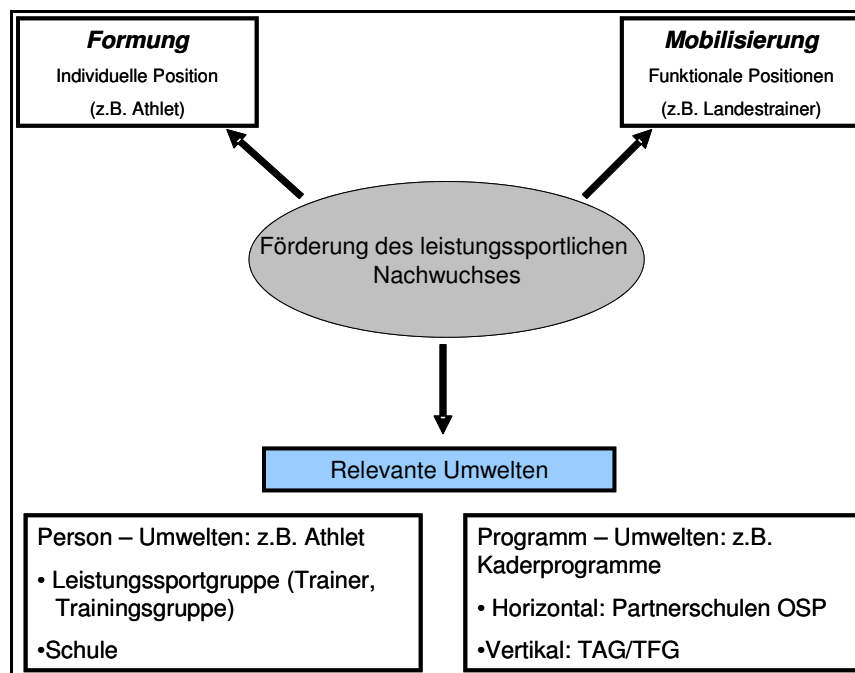 Formung
Individuelle Position
(z.B. Athlet)
Mobilisierung
Funktionale Positionen
(z.B. Landestrainer)
Förderung des leistungssportlichen
Nachwuchses
Relevante Umwelten
Person – Umwelten: z.B. Athlet
• Leistungssportgruppe (Trainer,
Trainingsgruppe)
•Schule
Programm – Umwelten: z.B.
Kaderprogramme
• Horizontal: Partnerschulen OSP
•Vertikal: TAG/TFG